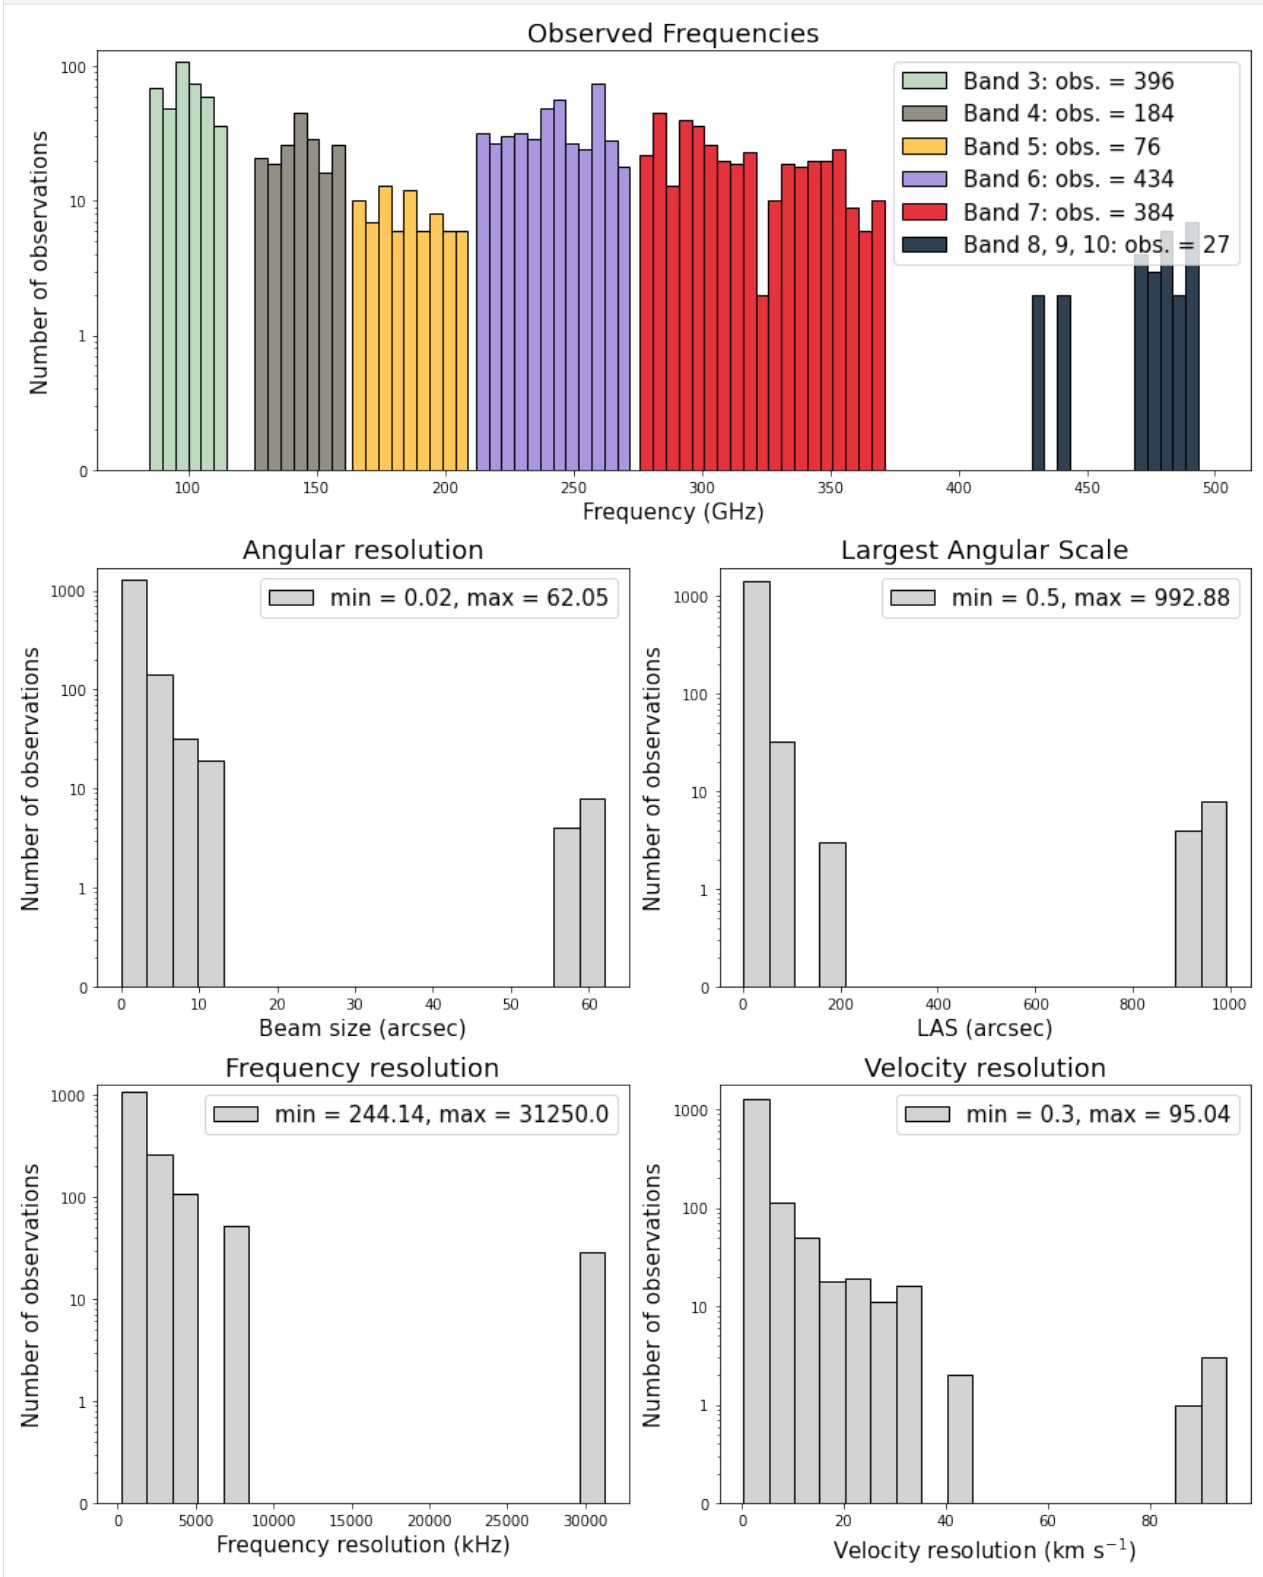 Observed Frequencies
Number of observations
100
10
1
0
Band 3: obs. = 396
Band 4: obs. = 184
Band 5: obs. = 76
Band 6: obs. = 434
Band 7: obs. = 384
Band 8, 9, 10: obs. = 27
100 150 200 250 300 350 400 450 500
Frequency (GHz)
Angular resolution
Number of observations
1000
100
10
1
0
min = 0.02, max = 62.05
0 10 20 30 40 50 60
Beam size (arcsec)
Largest Angular Scale
Number of observations
1000
100
10
1
0
min = 0.5, max = 992.88
0 200 400 600 800 1000
LAS (arcsec)
Frequency resolution
Number of observations
1000
100
10
1
0
min = 244.14, max = 31250.0
0 5000 10000 15000 20000 25000 30000
Frequency resolution (kHz)
Velocity resolution
Number of observations
1000
100
10
1
0
min = 0.3, max = 95.04
0 20 40 60 80
Velocity resolution (km s⁻¹)